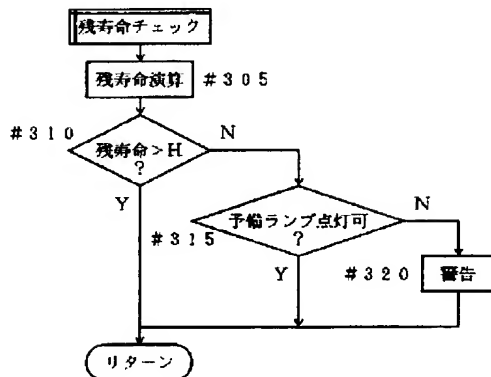 残寿命チェック
残寿命演算
#305
#310
残寿命>H
?
N
Y
予備ランプ点灯可
?
#315
N
Y
#320
警告
リターン